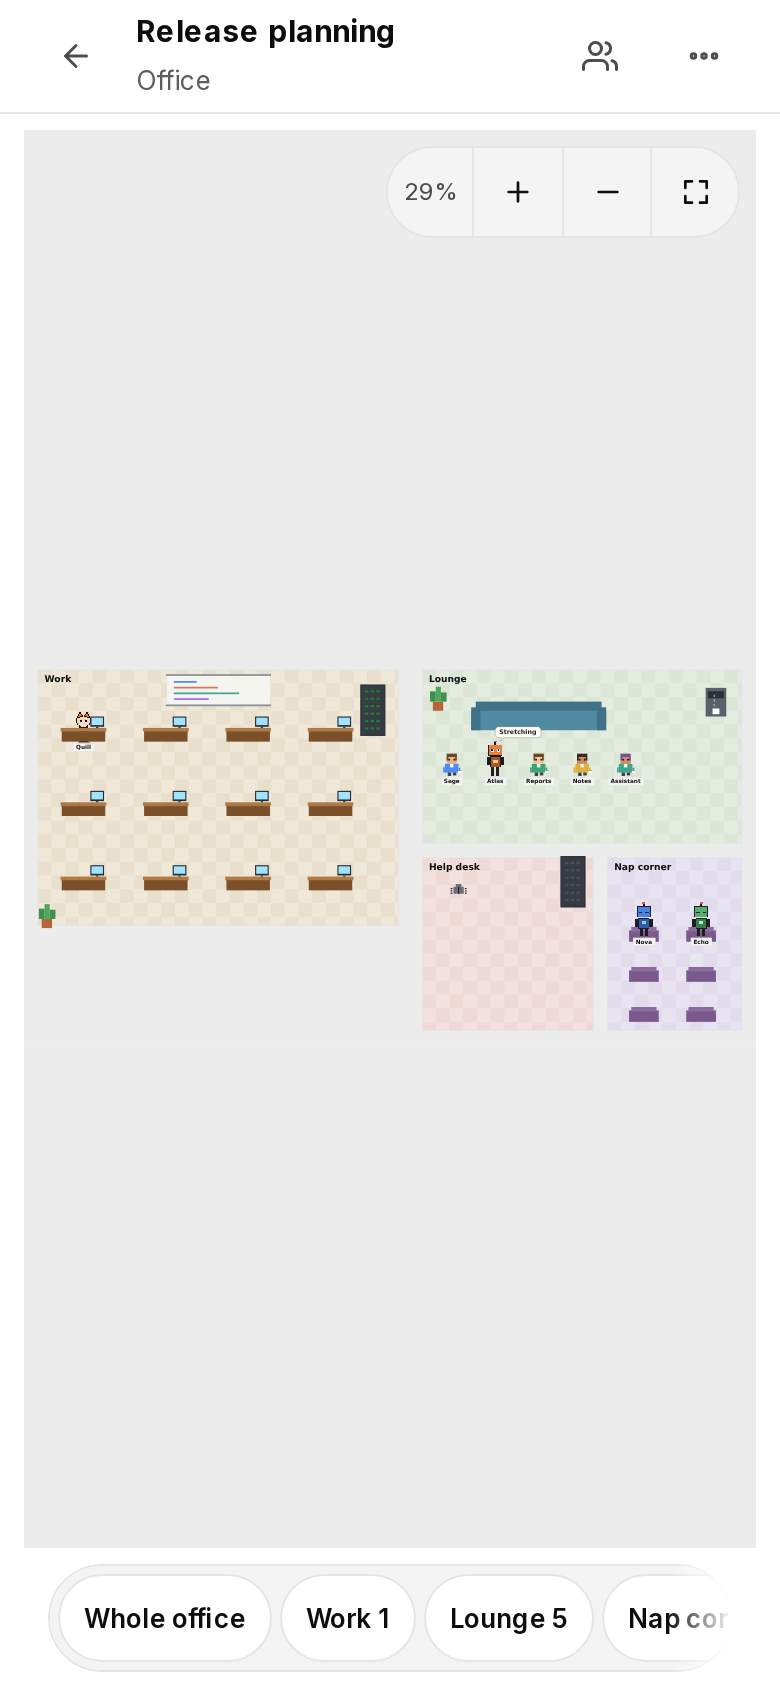 Release planning
Office
29%
Work
Quill
Lounge
Stretching
Sage
Atlas
Reports
Notes
Assistant
Help desk
Nap corner
Nova
Echo
Whole office
Work 1
Lounge 5
Nap cor